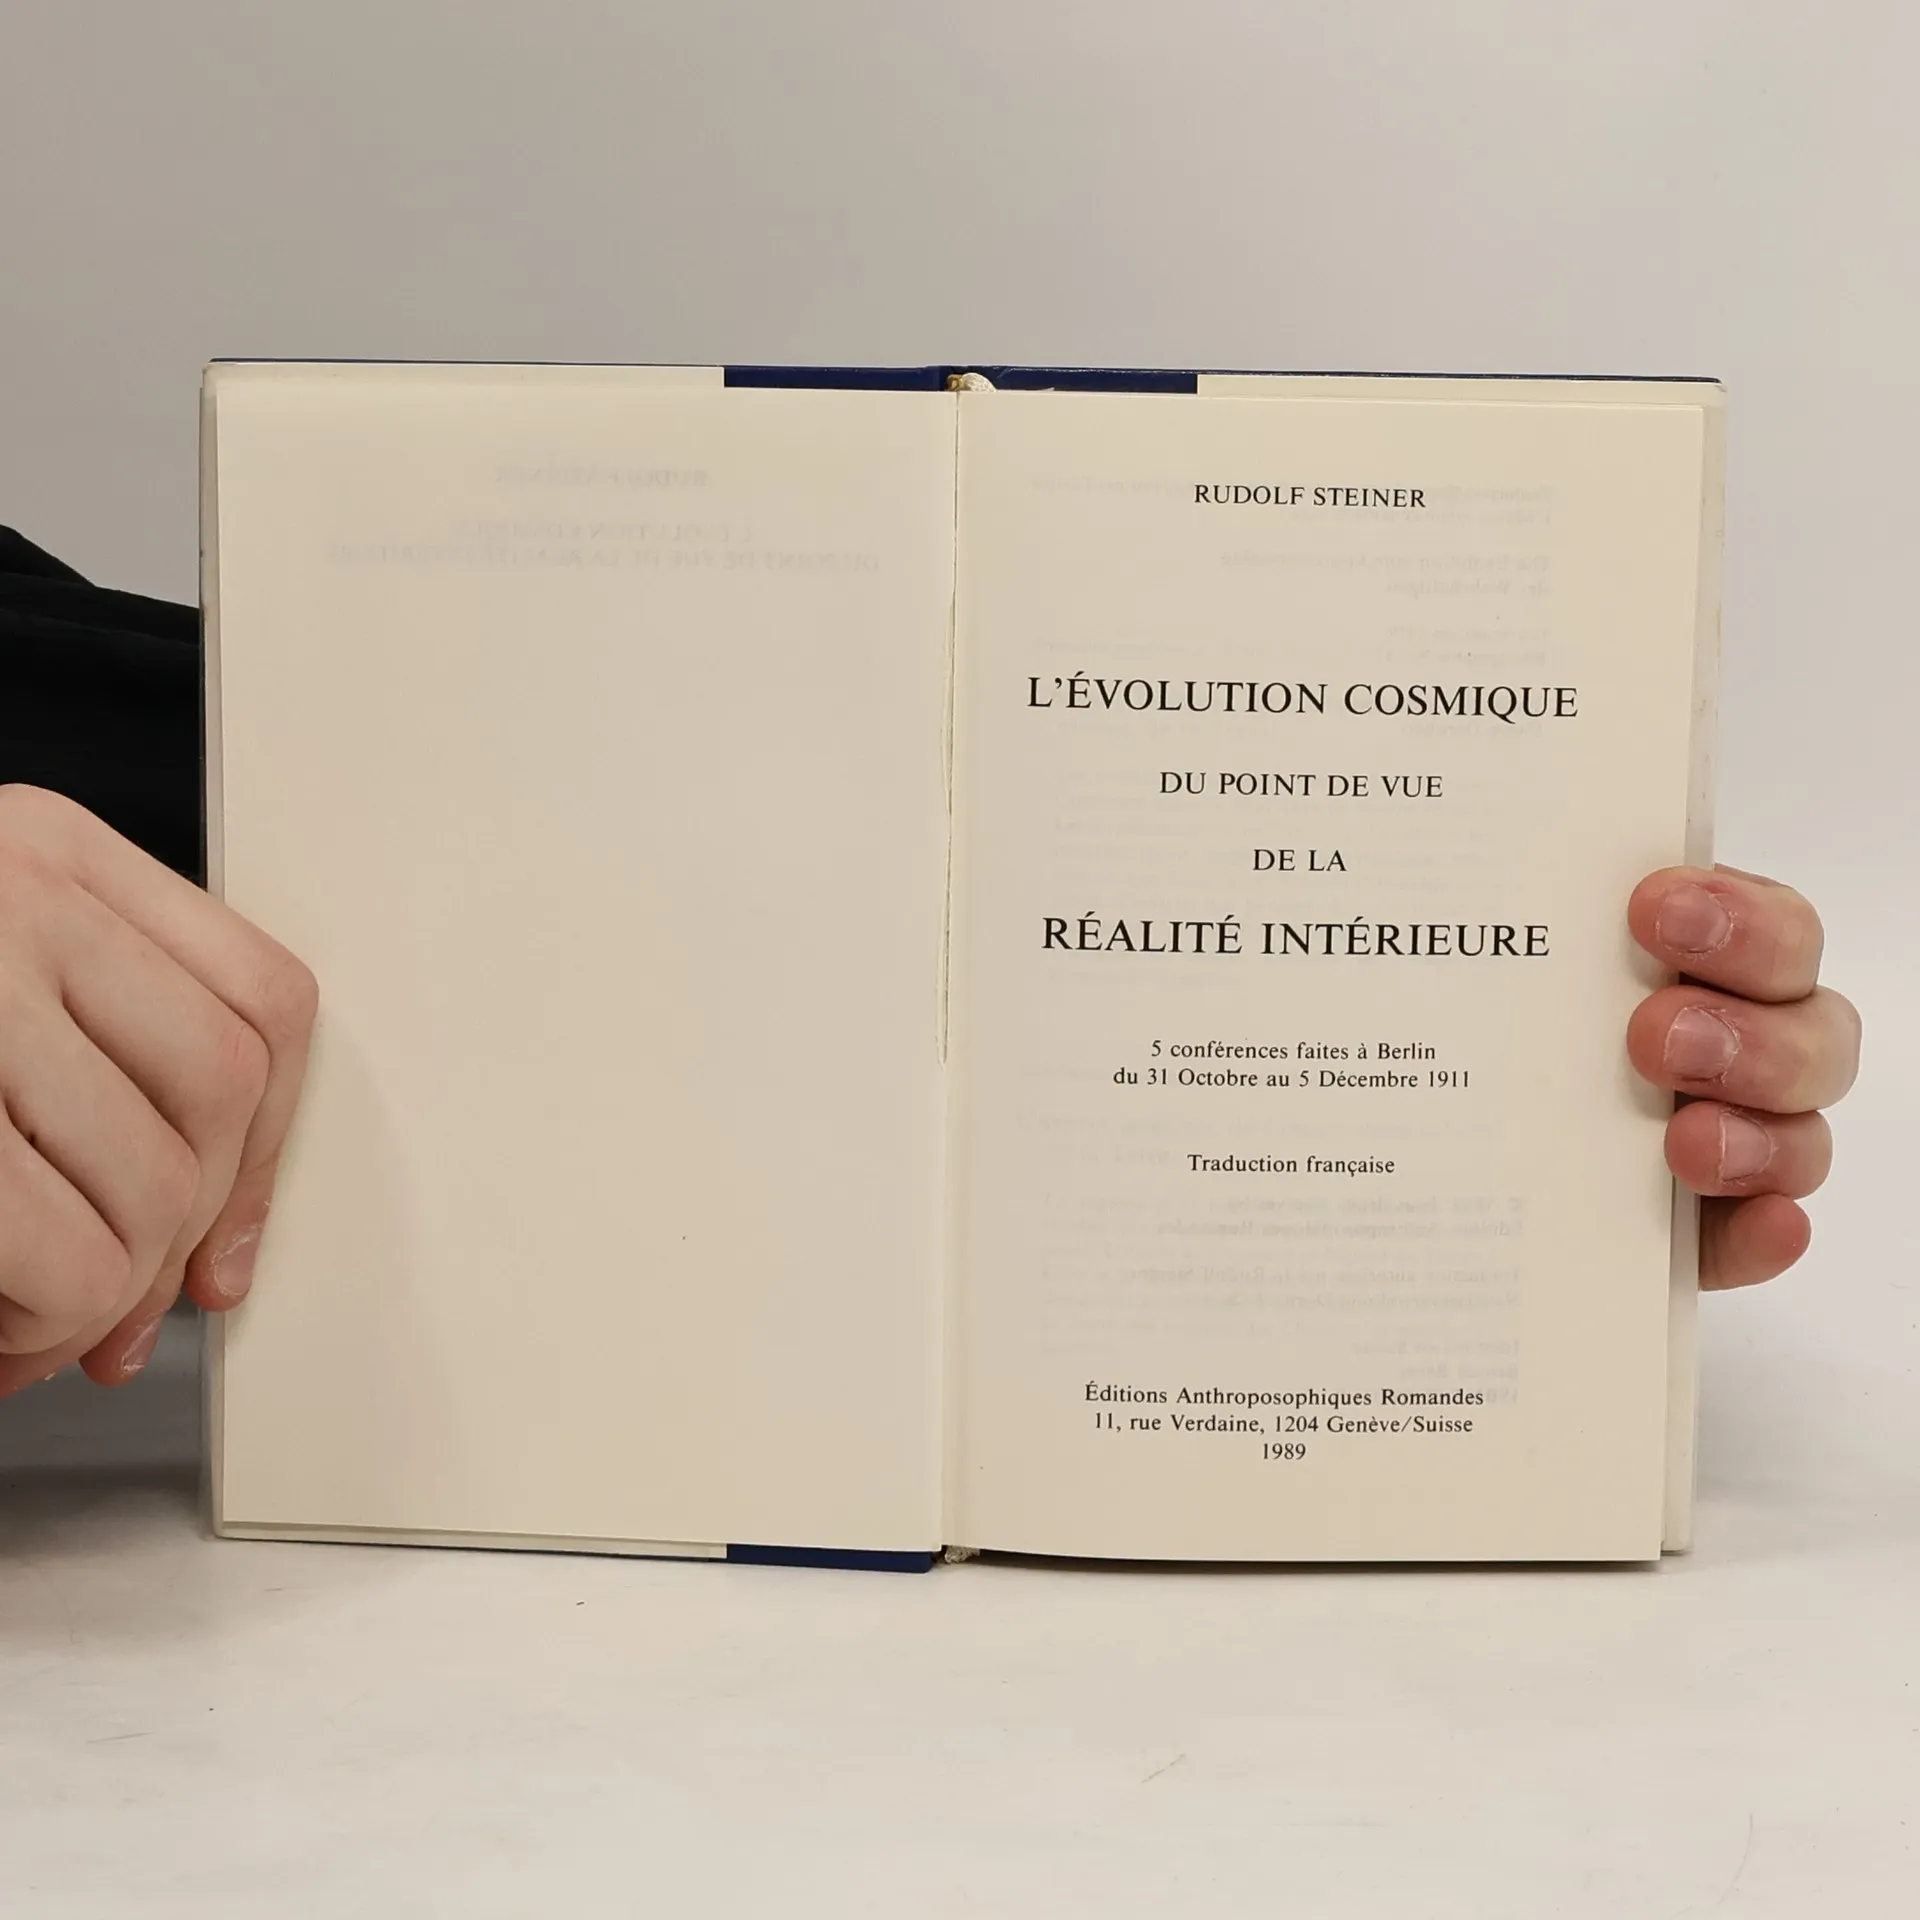 RUDOLF STEINER
L'ÉVOLUTION COSMIQUE
DU POINT DE VUE
DE LA
RÉALITÉ INTÉRIEURE
5 conférences faites à Berlin
du 31 Octobre au 5 Décembre 1911
Traduction française
Éditions Anthroposophiques Romandes
11, rue Verdaine, 1204 Genève/Suisse
1989